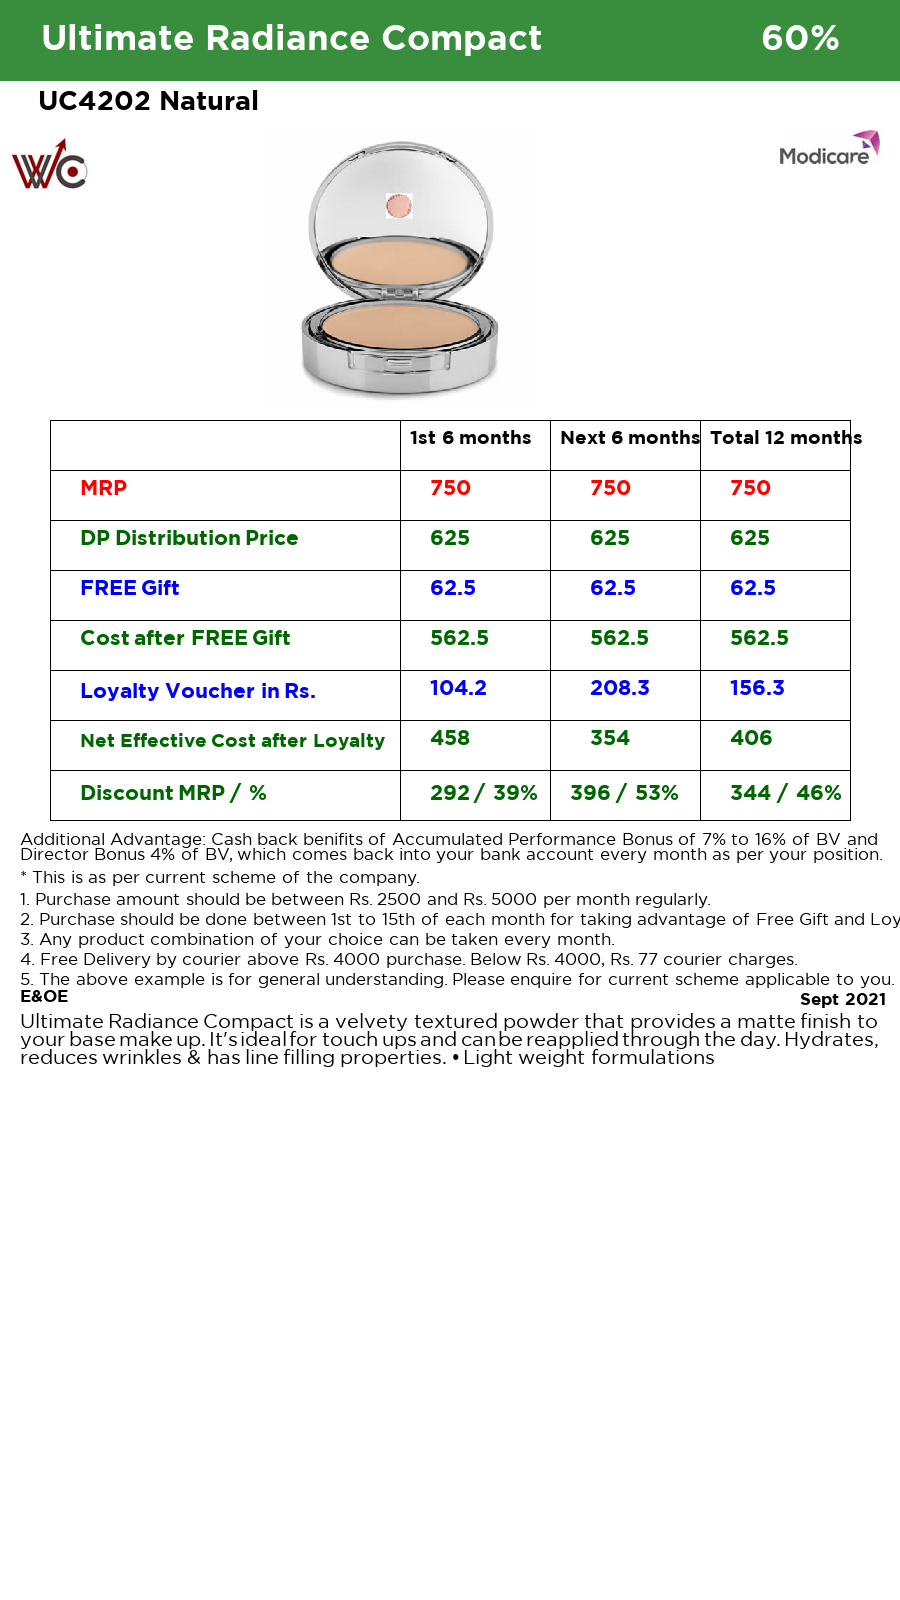 Ultimate Radiance Compact 60%
UC4202 Natural
WC
Modicare
1st 6 months Next 6 months Total 12 months
MRP 750 750 750
DP Distribution Price 625 625 625
FREE Gift 62.5 62.5 62.5
Cost after FREE Gift 562.5 562.5 562.5
Loyalty Voucher in Rs. 104.2 208.3 156.3
Net Effective Cost after Loyalty 458 354 406
Discount MRP / % 292 / 39% 396 / 53% 344 / 46%
Additional Advantage: Cash back benifits of Accumulated Performance Bonus of 7% to 16% of BV and
Director Bonus 4% of BV, which comes back into your bank account every month as per your position.
* This is as per current scheme of the company.
1. Purchase amount should be between Rs. 2500 and Rs. 5000 per month regularly.
2. Purchase should be done between 1st to 15th of each month for taking advantage of Free Gift and Loy
3. Any product combination of your choice can be taken every month.
4. Free Delivery by courier above Rs. 4000 purchase. Below Rs. 4000, Rs. 77 courier charges.
5. The above example is for general understanding. Please enquire for current scheme applicable to you.
E&OE Sept 2021
Ultimate Radiance Compact is a velvety textured powder that provides a matte finish to
your base make up. It's ideal for touch ups and can be reapplied through the day. Hydrates,
reduces wrinkles & has line filling properties. • Light weight formulations